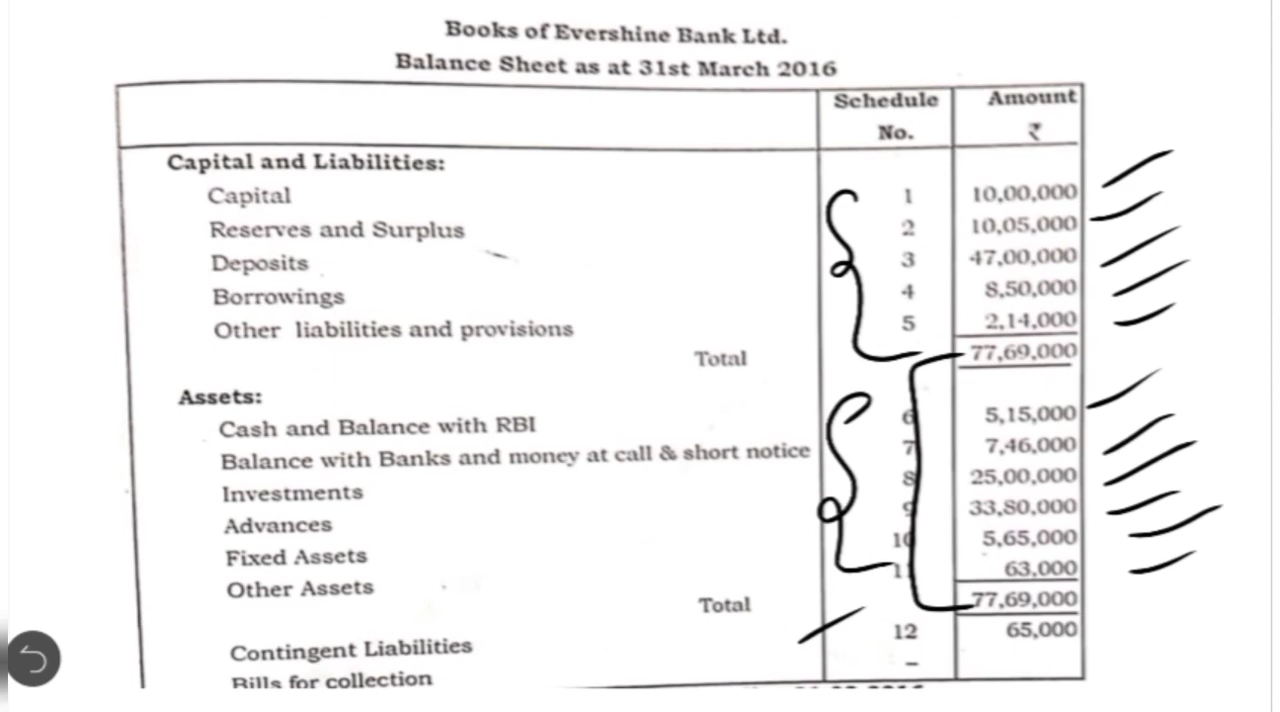 Books of Evershine Bank Ltd.
Balance Sheet as at 31st March 2016
Schedule No. Amount ₹
Capital and Liabilities:
Capital 1 10,00,000
Reserves and Surplus 2 10,05,000
Deposits 3 47,00,000
Borrowings 4 8,50,000
Other liabilities and provisions 5 2,14,000
Total 77,69,000
Assets:
Cash and Balance with RBI 6 5,15,000
Balance with Banks and money at call & short notice 7 7,46,000
Investments 8 25,00,000
Advances 9 33,80,000
Fixed Assets 10 5,65,000
Other Assets 11 63,000
Total 77,69,000
Contingent Liabilities 12 65,000
Bills for collection –